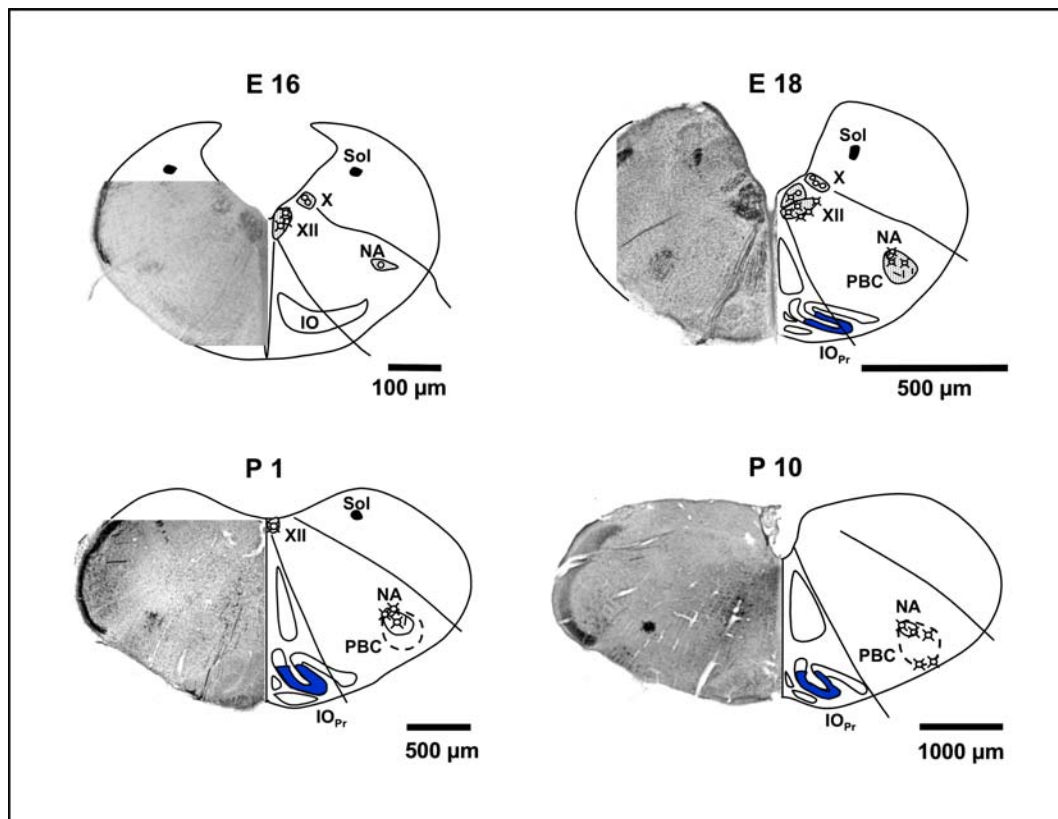 E 16
Sol
X
XII
NA
IO
100 µm
E 18
Sol
X
XII
NA
PBC
IOPr
500 µm
P 1
Sol
XII
NA
PBC
IOPr
500 µm
P 10
NA
PBC
IOPr
1000 µm